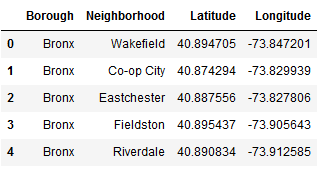 Borough Neighborhood Latitude Longitude
0 Bronx Wakefield 40.894705 -73.847201
1 Bronx Co-op City 40.874294 -73.829939
2 Bronx Eastchester 40.887556 -73.827806
3 Bronx Fieldston 40.895437 -73.905643
4 Bronx Riverdale 40.890834 -73.912585